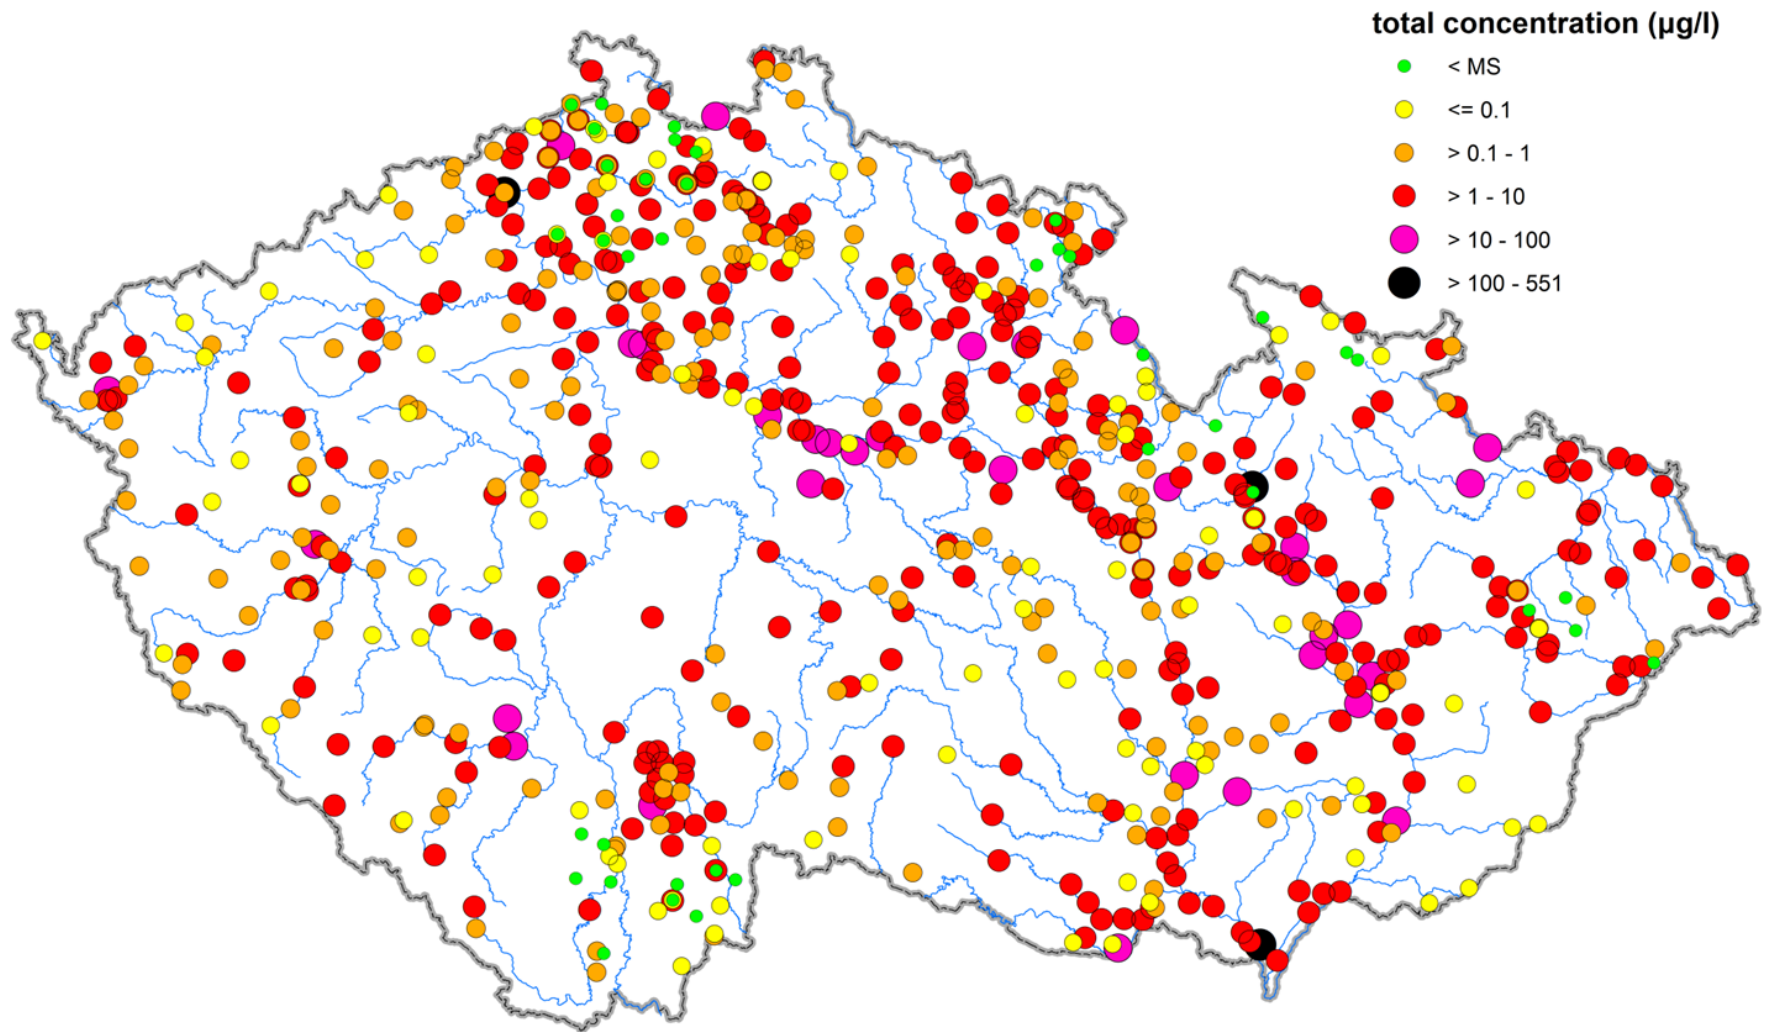 total concentration (µg/l)
< MS
<= 0.1
> 0.1 - 1
> 1 - 10
> 10 - 100
> 100 - 551